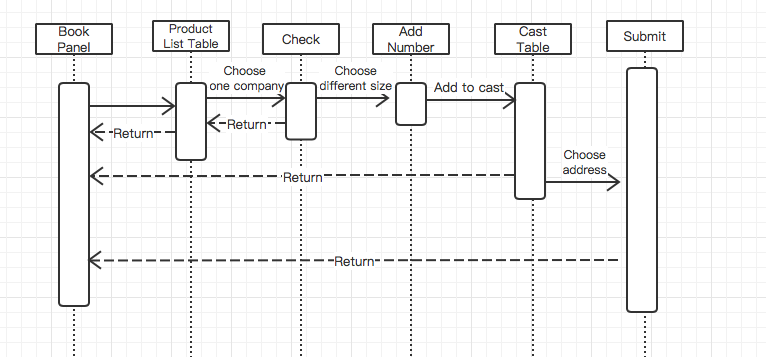 Book
Panel
Product
List Table
Check
Add
Number
Cast
Table
Submit
Choose
one company
Choose
different size
Add to cast
Return
Return
Choose
address
Return
Return